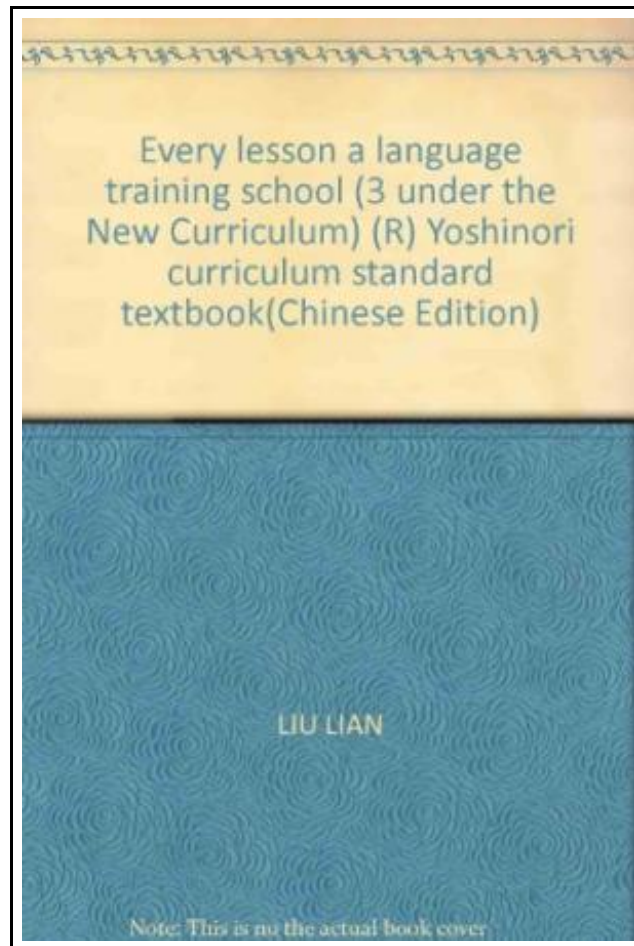 Every lesson a language
training school (3 under the
New Curriculum) (R) Yoshinori
curriculum standard
textbook(Chinese Edition)
LIU LIAN
Note: This is no the actual book cover